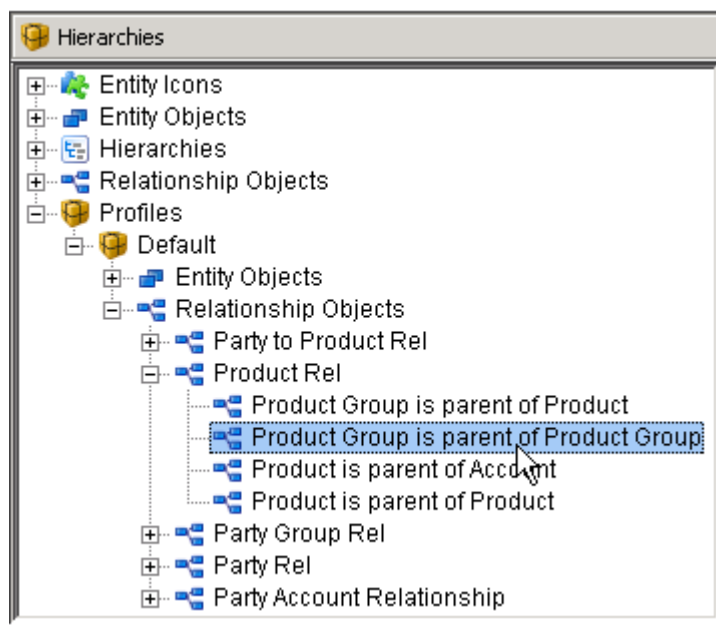 Hierarchies
Entity Icons
Entity Objects
Hierarchies
Relationship Objects
Profiles
Default
Entity Objects
Relationship Objects
Party to Product Rel
Product Rel
Product Group is parent of Product
Product Group is parent of Product Group
Product is parent of Account
Product is parent of Product
Party Group Rel
Party Rel
Party Account Relationship